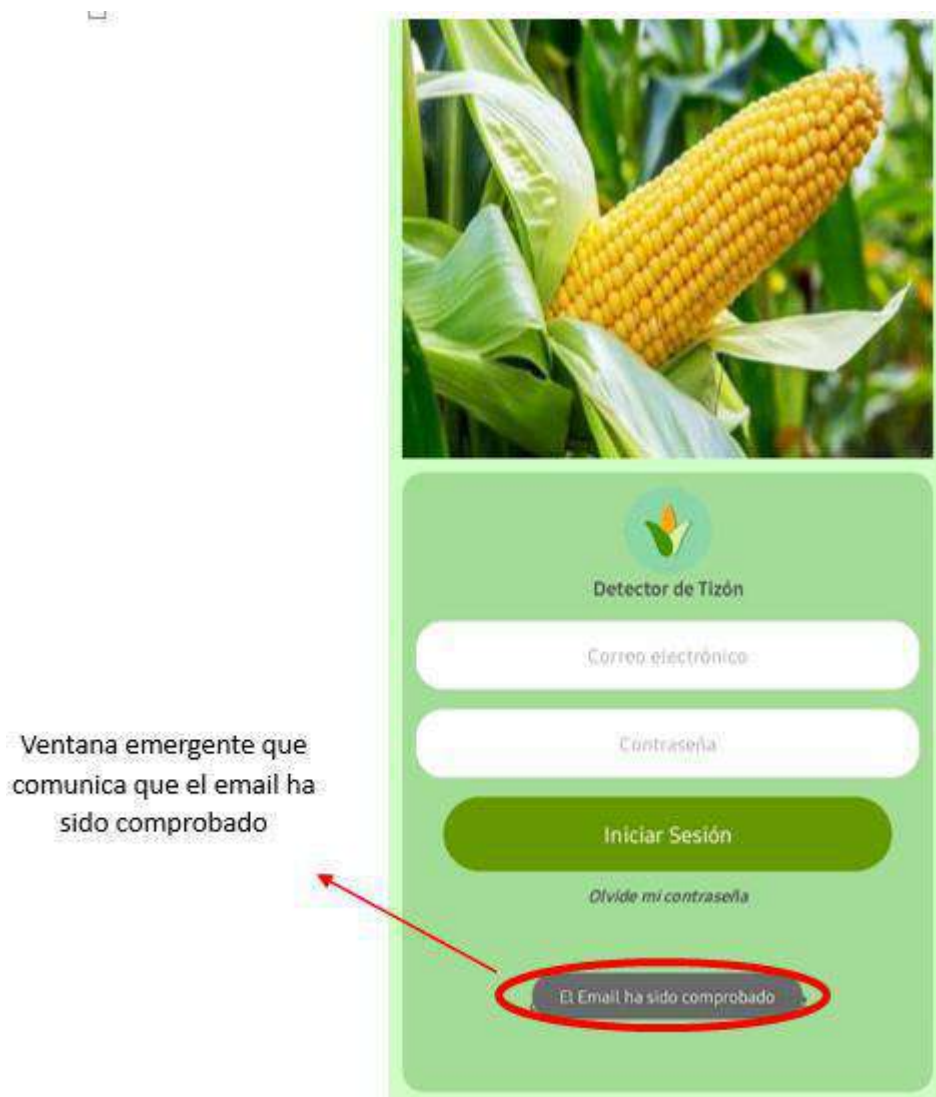 Detector de Tizón
Correo electrónico
Contraseña
Iniciar Sesión
Olvide mi contraseña
El Email ha sido comprobado
Ventana emergente que
comunica que el email ha
sido comprobado